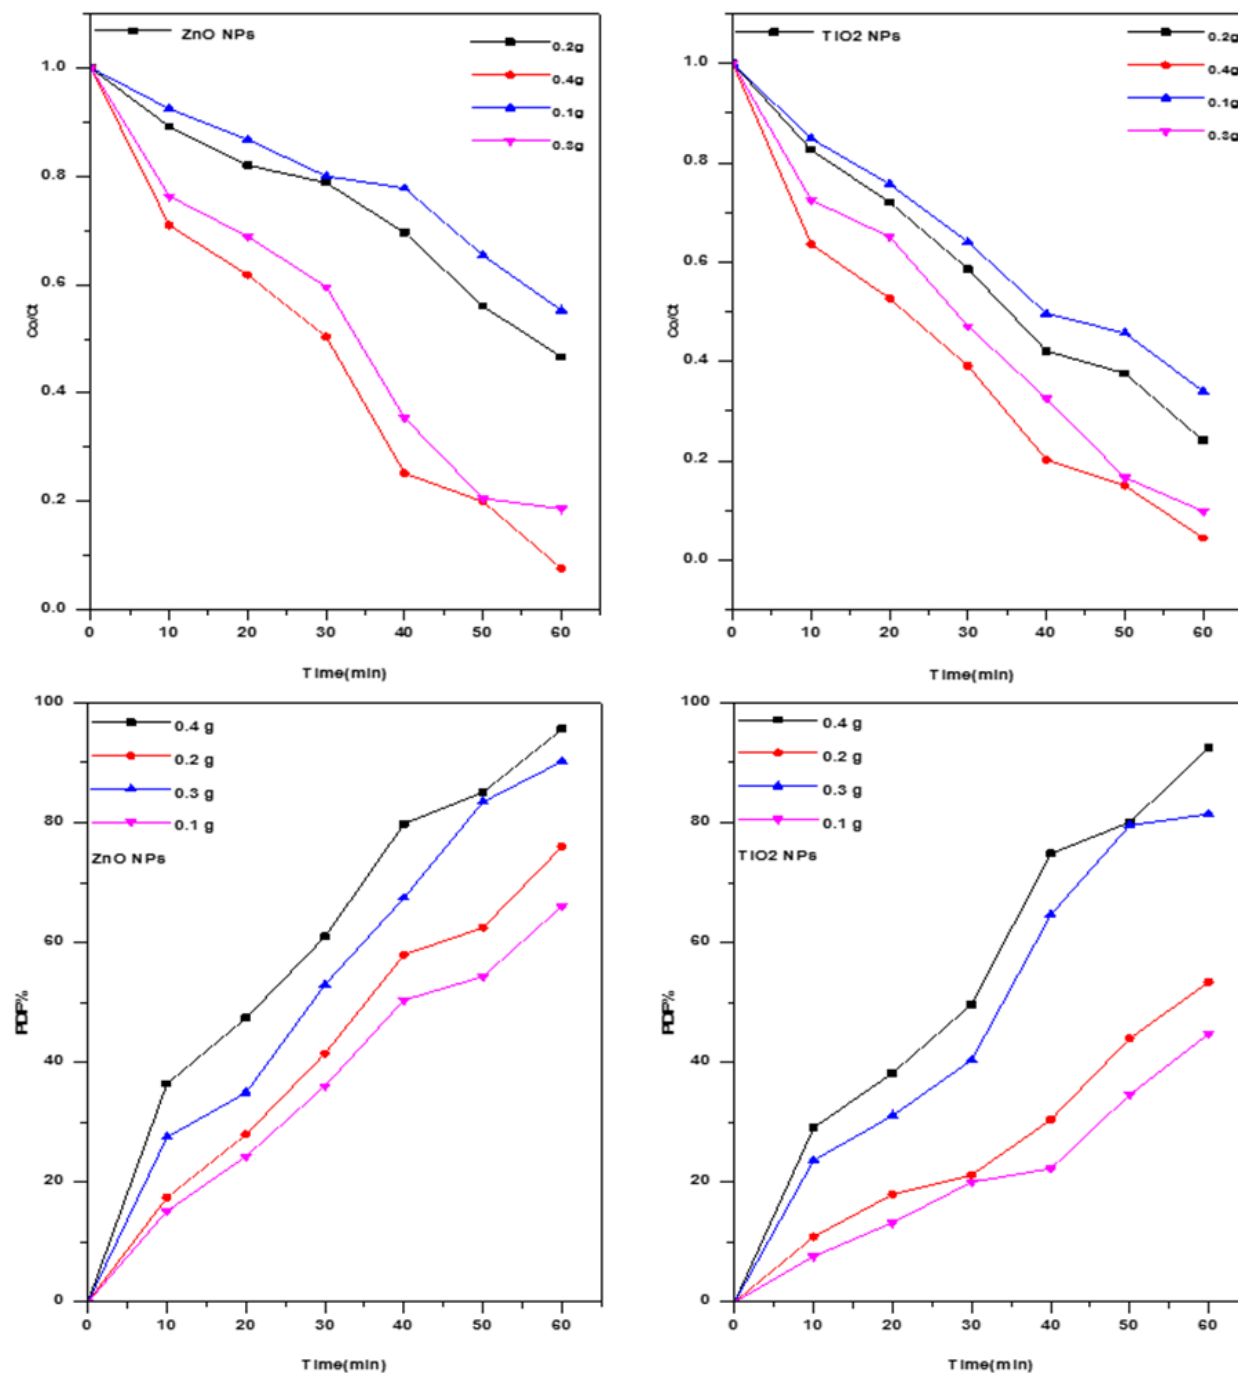 ZnO NPs
0.2g
0.4g
0.1g
0.3g
1.0
0.8
0.6
0.4
0.2
0.0
Co/Ct
0 10 20 30 40 50 60
Time(min)
TIO2 NPs
0.2g
0.4g
0.1g
0.3g
1.0
0.8
0.6
0.4
0.2
0.0
Co/Ct
0 10 20 30 40 50 60
Time(min)
100
80
60
40
20
0
0.4 g
0.2 g
0.3 g
0.1 g
ZnO NPs
PDP%
0 10 20 30 40 50 60
Time(min)
100
80
60
40
20
0
0.4 g
0.2 g
0.3 g
0.1 g
TIO2 NPs
PDP%
0 10 20 30 40 50 60
Time(min)